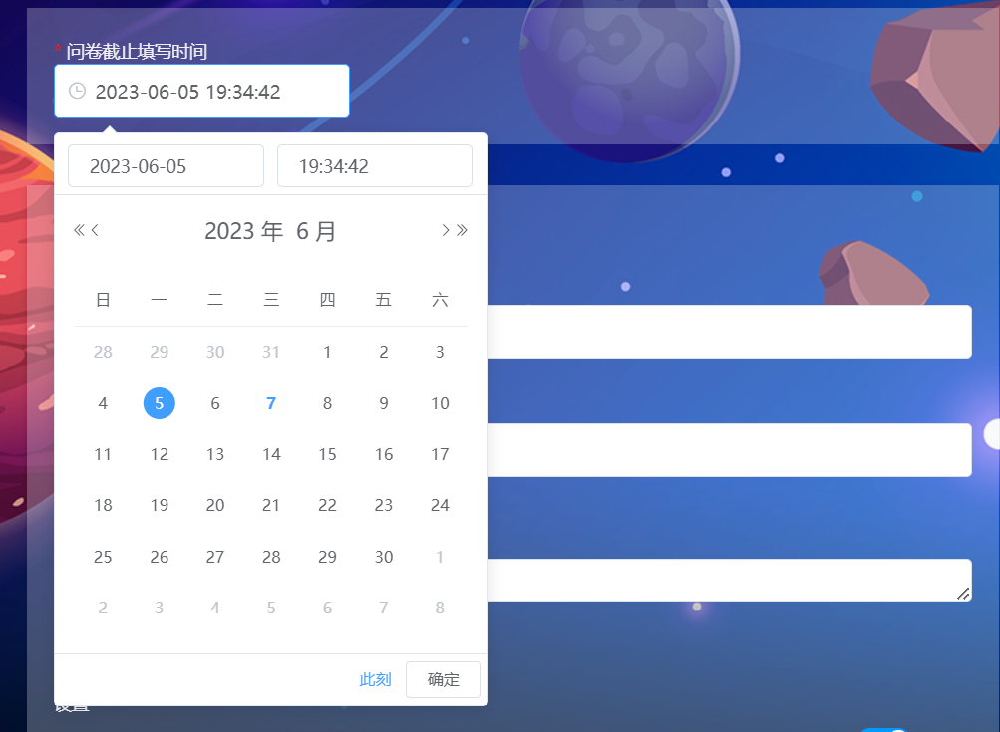 * 问卷截止填写时间
2023-06-05 19:34:42
2023-06-05 19:34:42
2023 年 6 月
日 一 二 三 四 五 六
28 29 30 31 1 2 3
4 5 6 7 8 9 10
11 12 13 14 15 16 17
18 19 20 21 22 23 24
25 26 27 28 29 30 1
2 3 4 5 6 7 8
此刻 确定
设置